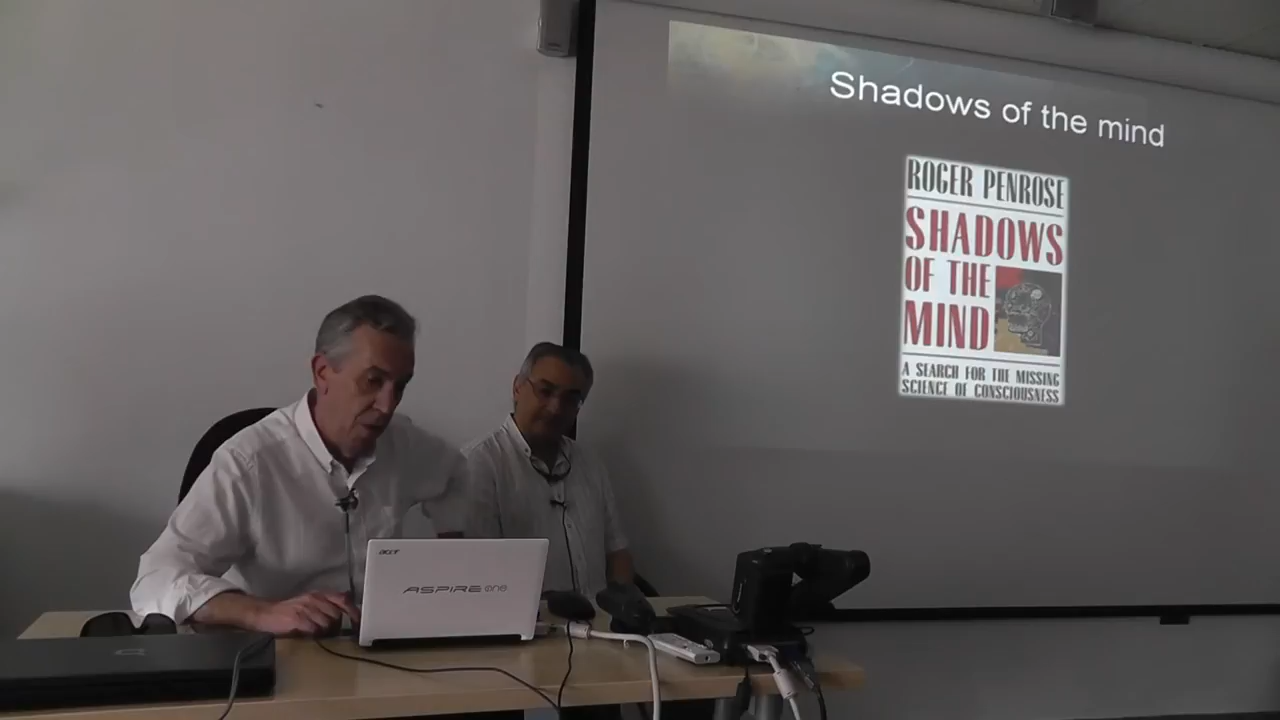 Shadows of the mind
ROGER PENROSE
SHADOWS
OF THE
MIND
A SEARCH FOR THE MISSING
SCIENCE OF CONSCIOUSNESS
acer
ASPIRE one